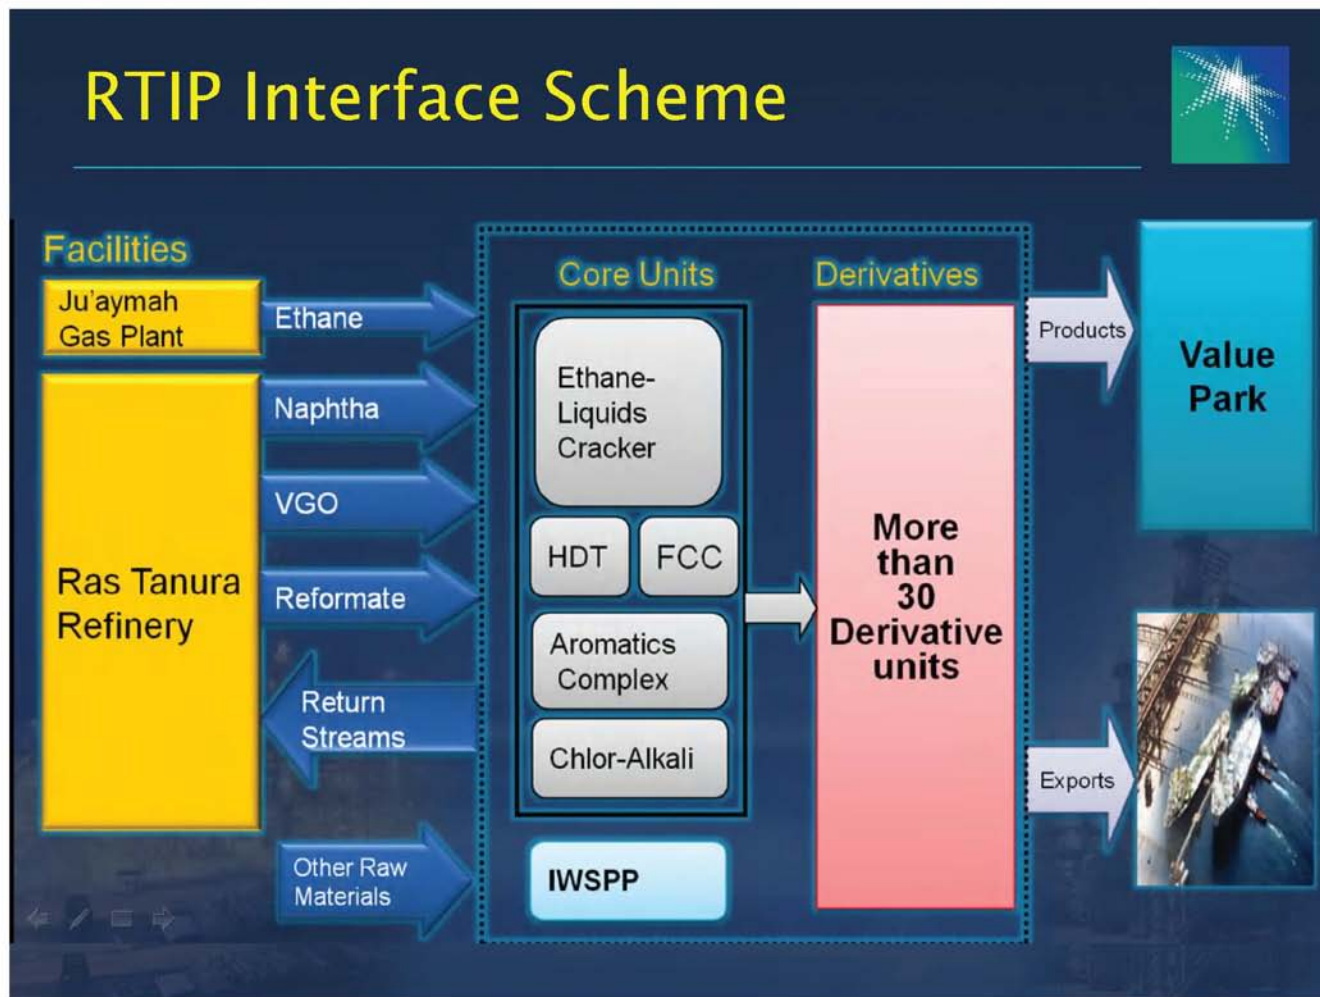 RTIP Interface Scheme
Facilities
Ju'aymah
Gas Plant
Ras Tanura
Refinery
Ethane
Naphtha
VGO
Reformate
Return
Streams
Other Raw
Materials
Core Units
Ethane-
Liquids
Cracker
HDT
FCC
Aromatics
Complex
Chlor-Alkali
IWSPP
Derivatives
More
than
30
Derivative
units
Products
Exports
Value
Park